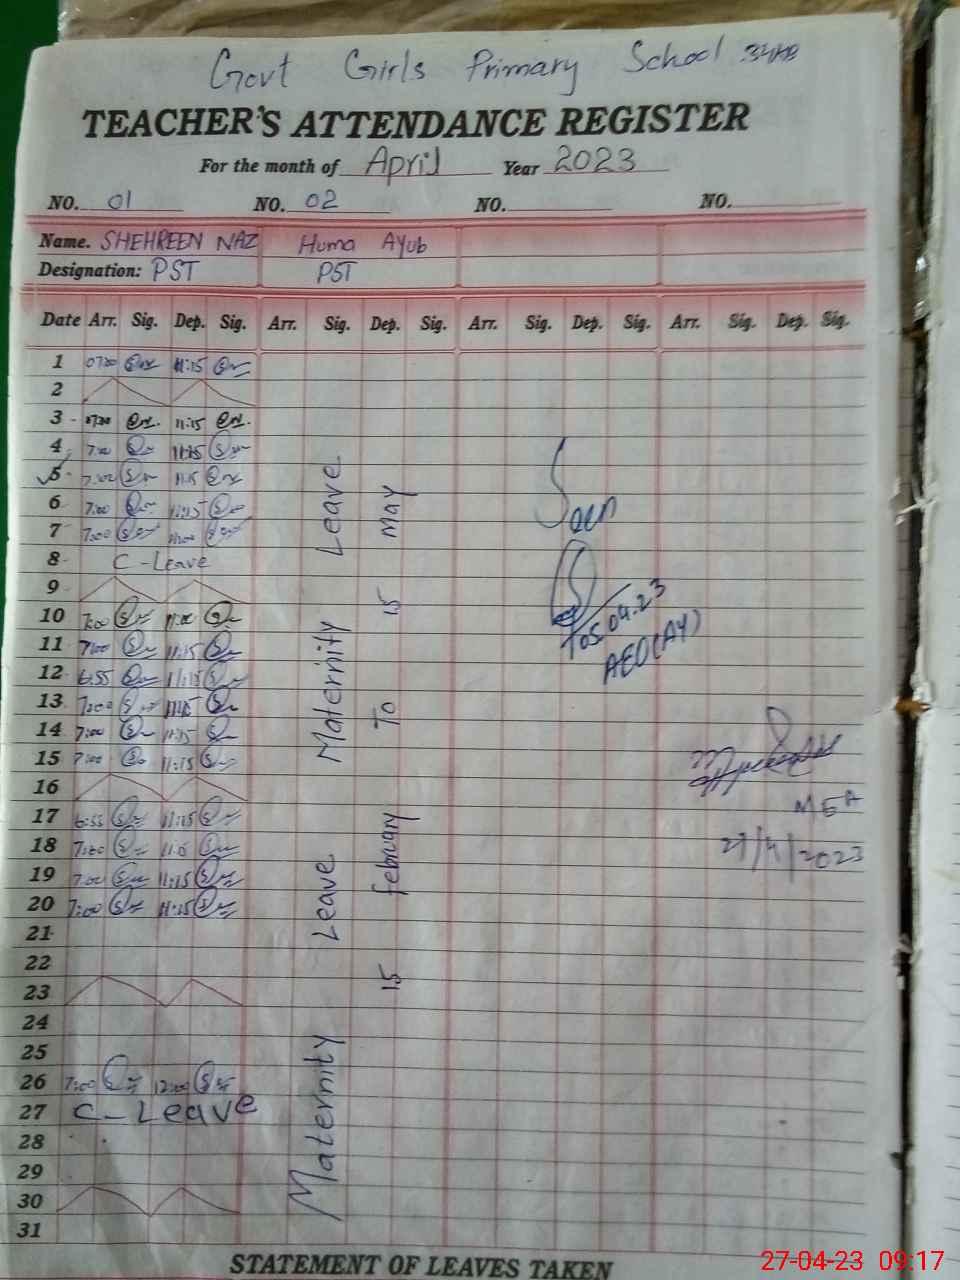 Govt Girls Primary School
TEACHER'S ATTENDANCE REGISTER
For the month of April Year 2023
NO. 01 NO. 02 NO. NO.
Name. SHEHREEN NAZ Huma Ayub
Designation: PST PST
Date Arr. Sig. Dep. Sig. Arr. Sig. Dep. Sig. Arr. Sig. Dep. Sig. Arr. Sig. Dep. Sig.
1 11:15
2
3 11:15
4 7:00 11:15
5 11:15
6 7:00 11:15
7 7:00
8 C-Leave
9
10 7:00
11 7:00 11:15
12 6:55 11:15
13 7:00 11:15
14 7:00 11:15
15 7:00 11:15
16
17 6:55 11:15
18 7:00
19 7:00 11:15
20 7:00 11:15
21
22
23
24
25
26 7:00 12:00
27 C-Leave
28
29
30
31
Maternity Leave Maternity Leave
15 february To 15 may
Seen
05.04.23
AEO(AY)
MEA
27/4/2023
STATEMENT OF LEAVES TAKEN
27-04-23 09:17